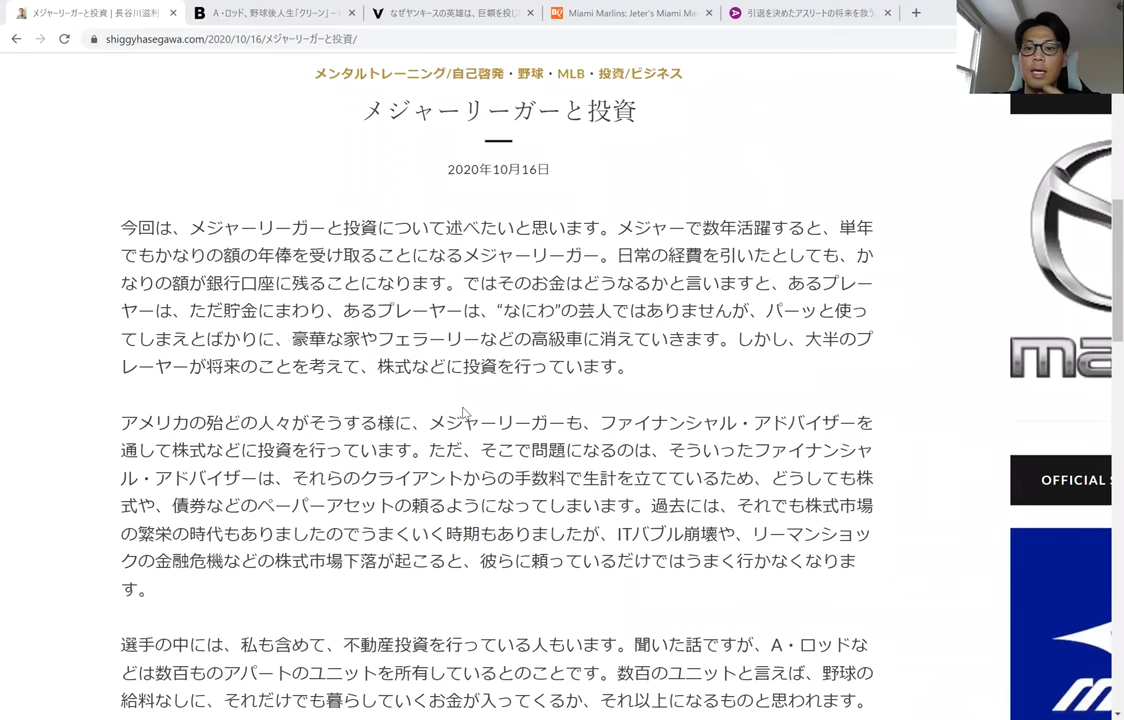 メジャーリーガーと投資 | 長谷川滋利
A・ロッド、野球後人生「クリーン」－
なぜヤンキースの英雄は、巨額を投じ
Miami Marlins: Jeter's Miami Ma
引退を決めたアスリートの将来を救う
shiggyhasegawa.com/2020/10/16/メジャーリーガーと投資/
メンタルトレーニング/自己啓発・野球・MLB・投資/ビジネス
メジャーリーガーと投資
2020年10月16日
今回は、メジャーリーガーと投資について述べたいと思います。メジャーで数年活躍すると、単年
でもかなりの額の年俸を受け取ることになるメジャーリーガー。日常の経費を引いたとしても、か
なりの額が銀行口座に残ることになります。ではそのお金はどうなるかと言いますと、あるプレー
ヤーは、ただ貯金にまわり、あるプレーヤーは、“なにわ”の芸人ではありませんが、パーッと使っ
てしまえとばかりに、豪華な家やフェラーリーなどの高級車に消えていきます。しかし、大半のプ
レーヤーが将来のことを考えて、株式などに投資を行っています。
アメリカの殆どの人々がそうする様に、メジャーリーガーも、ファイナンシャル・アドバイザーを
通して株式などに投資を行っています。ただ、そこで問題になるのは、そういったファイナンシャ
ル・アドバイザーは、それらのクライアントからの手数料で生計を立てているため、どうしても株
式や、債券などのペーパーアセットの頼るようになってしまいます。過去には、それでも株式市場
の繁栄の時代もありましたのでうまくいく時期もありましたが、ITバブル崩壊や、リーマンショッ
クの金融危機などの株式市場下落が起こると、彼らに頼っているだけではうまく行かなくなりま
す。
選手の中には、私も含めて、不動産投資を行っている人もいます。聞いた話ですが、A・ロッドな
どは数百ものアパートのユニットを所有しているとのことです。数百のユニットと言えば、野球の
給料なしに、それだけでも暮らしていくお金が入ってくるか、それ以上になるものと思われます。
OFFICIAL